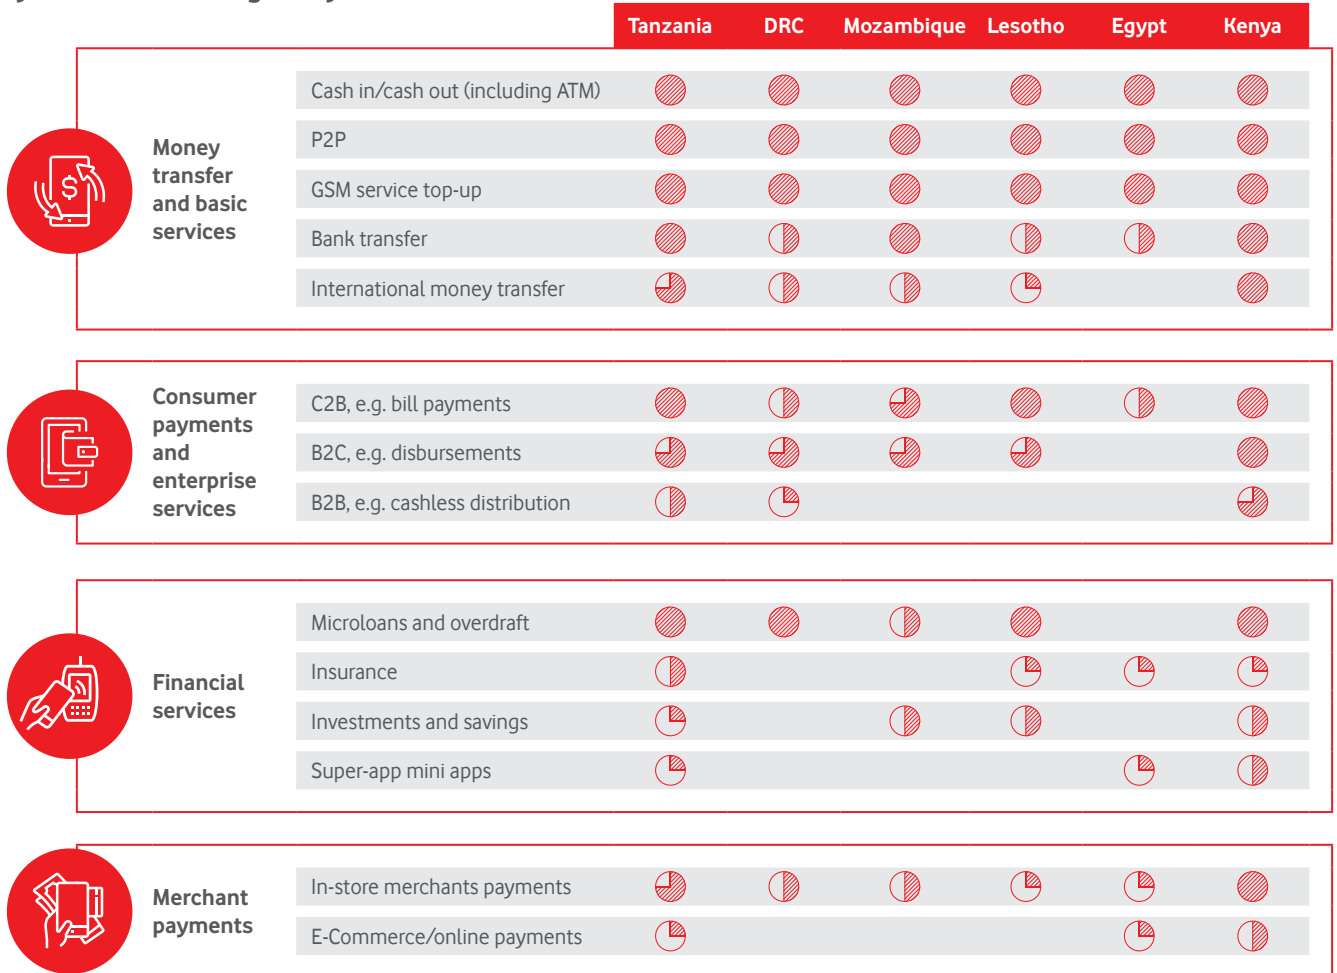 Tanzania DRC Mozambique Lesotho Egypt Kenya
Money
transfer
and basic
services
Cash in/cash out (including ATM)
P2P
GSM service top-up
Bank transfer
International money transfer
$
Consumer
payments
and
enterprise
services
C2B, e.g. bill payments
B2C, e.g. disbursements
B2B, e.g. cashless distribution
Financial
services
Microloans and overdraft
Insurance
Investments and savings
Super-app mini apps
Merchant
payments
In-store merchants payments
E-Commerce/online payments